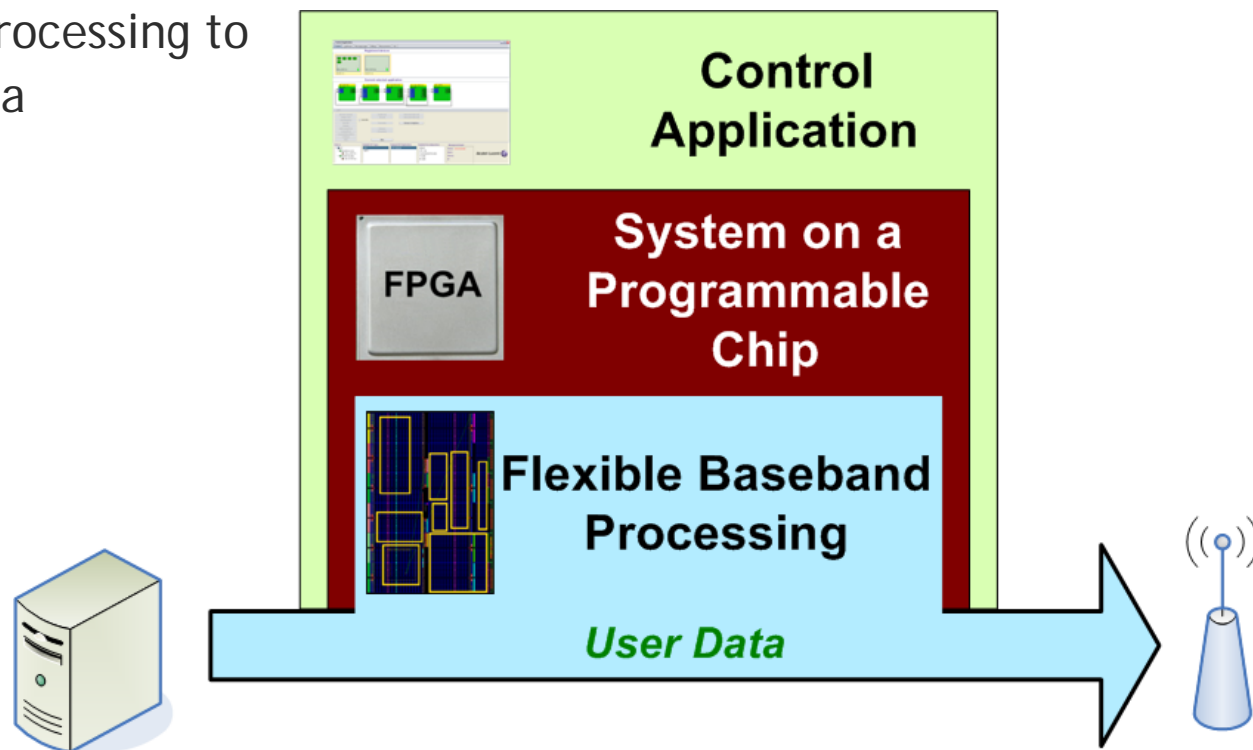 rocessing to
a
Control
Application
FPGA
System on a
Programmable
Chip
Flexible Baseband
Processing
User Data